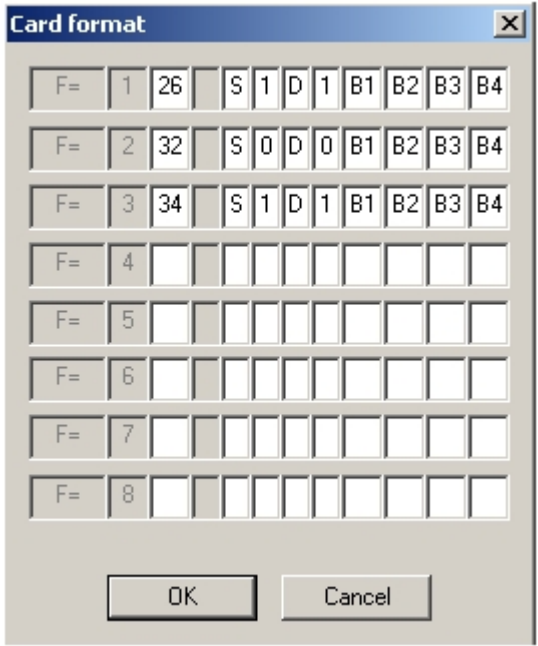 Card format
F= 1 26 S 1 D 1 B1 B2 B3 B4
F= 2 32 S 0 D 0 B1 B2 B3 B4
F= 3 34 S 1 D 1 B1 B2 B3 B4
F= 4
F= 5
F= 6
F= 7
F= 8
OK Cancel